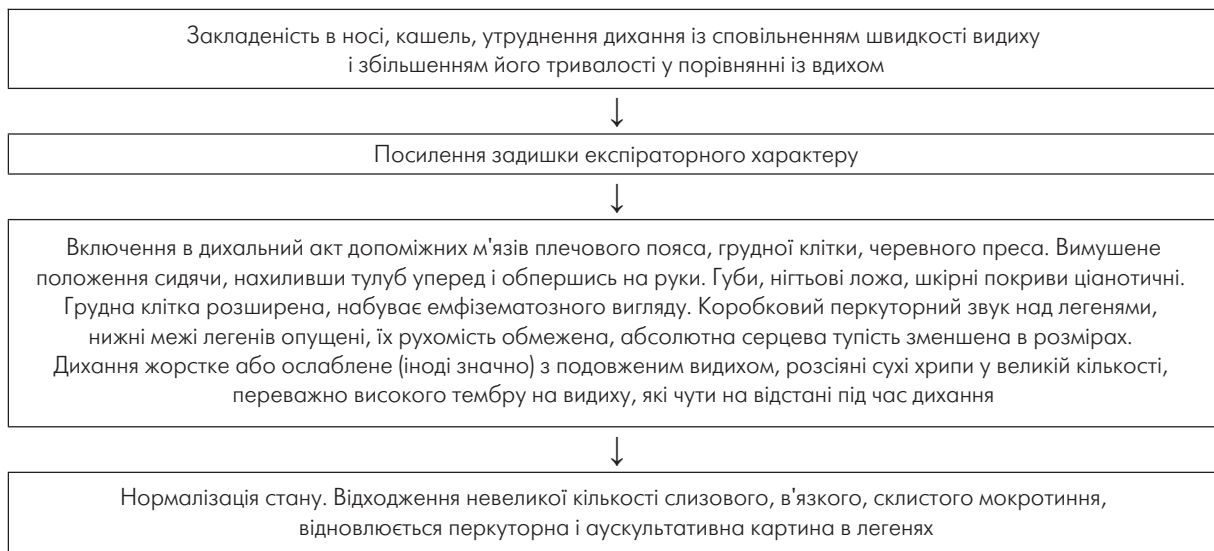 Закладеність в носі, кашель, утруднення дихання із сповільненням швидкості видиху
і збільшенням його тривалості у порівнянні із вдихом
↓
Посилення задишки експіраторного характеру
↓
Включення в дихальний акт допоміжних м'язів плечового пояса, грудної клітки, черевного преса. Вимушене
положення сидячи, нахиливши тулуб уперед і обпершись на руки. Губи, нігтьові ложа, шкірні покриви ціанотичні.
Грудна клітка розширена, набуває емфізематозного вигляду. Коробковий перкуторний звук над легенями,
нижні межі легенів опущені, їх рухомість обмежена, абсолютна серцева тупість зменшена в розмірах.
Дихання жорстке або ослаблене (іноді значно) з подовженим видихом, розсіяні сухі хрипи у великій кількості,
переважно високого тембру на видиху, які чути на відстані під час дихання
↓
Нормалізація стану. Відходження невеликої кількості слизового, в'язкого, склистого мокротиння,
відновлюється перкуторна і аускультативна картина в легенях